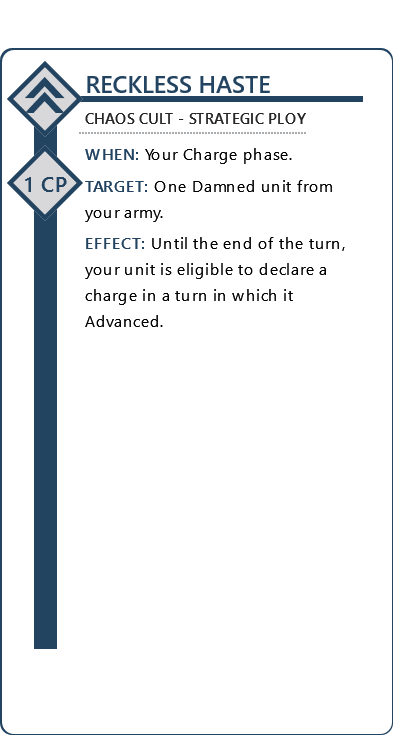 RECKLESS HASTE
CHAOS CULT - STRATEGIC PLOY
WHEN: Your Charge phase.
1 CP
TARGET: One Damned unit from
your army.
EFFECT: Until the end of the turn,
your unit is eligible to declare a
charge in a turn in which it
Advanced.